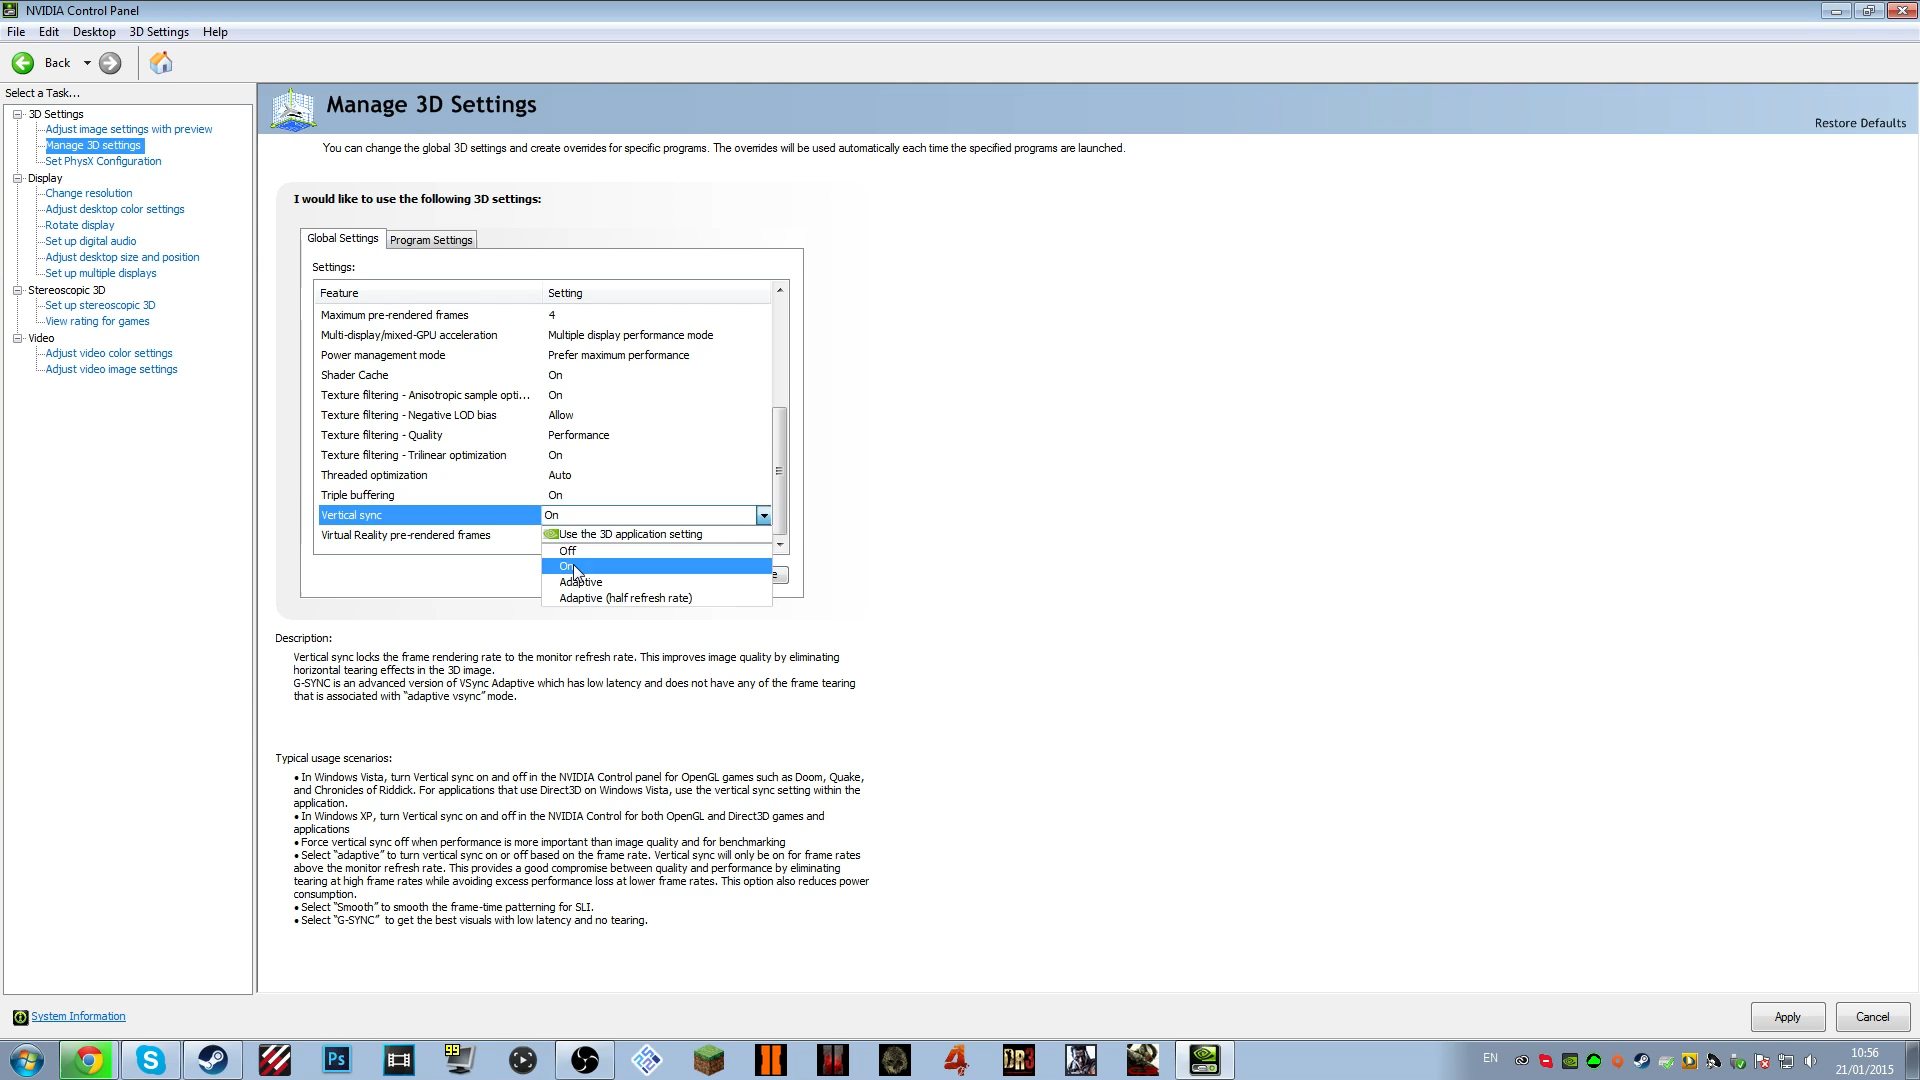 NVIDIA Control Panel
File Edit Desktop 3D Settings Help
Back
Select a Task...
3D Settings
Adjust image settings with preview
Manage 3D settings
Set PhysX Configuration
Display
Change resolution
Adjust desktop color settings
Rotate display
Set up digital audio
Adjust desktop size and position
Set up multiple displays
Stereoscopic 3D
Set up stereoscopic 3D
View rating for games
Video
Adjust video color settings
Adjust video image settings
System Information
Manage 3D Settings
Restore Defaults
You can change the global 3D settings and create overrides for specific programs. The overrides will be used automatically each time the specified programs are launched.
I would like to use the following 3D settings:
Global Settings Program Settings
Settings:
Feature Setting
Maximum pre-rendered frames 4
Multi-display/mixed-GPU acceleration Multiple display performance mode
Power management mode Prefer maximum performance
Shader Cache On
Texture filtering - Anisotropic sample opti... On
Texture filtering - Negative LOD bias Allow
Texture filtering - Quality Performance
Texture filtering - Trilinear optimization On
Threaded optimization Auto
Triple buffering On
Vertical sync On
Virtual Reality pre-rendered frames
Use the 3D application setting
Off
On
Adaptive
Adaptive (half refresh rate)
e
Description:
Vertical sync locks the frame rendering rate to the monitor refresh rate. This improves image quality by eliminating
horizontal tearing effects in the 3D image.
G-SYNC is an advanced version of VSync Adaptive which has low latency and does not have any of the frame tearing
that is associated with "adaptive vsync" mode.
Typical usage scenarios:
• In Windows Vista, turn Vertical sync on and off in the NVIDIA Control panel for OpenGL games such as Doom, Quake,
and Chronicles of Riddick. For applications that use Direct3D on Windows Vista, use the vertical sync setting within the
application.
• In Windows XP, turn Vertical sync on and off in the NVIDIA Control for both OpenGL and Direct3D games and
applications
• Force vertical sync off when performance is more important than image quality and for benchmarking
• Select "adaptive" to turn vertical sync on or off based on the frame rate. Vertical sync will only be on for frame rates
above the monitor refresh rate. This provides a good compromise between quality and performance by eliminating
tearing at high frame rates while avoiding excess performance loss at lower frame rates. This option also reduces power
consumption.
• Select "Smooth" to smooth the frame-time patterning for SLI.
• Select "G-SYNC" to get the best visuals with low latency and no tearing.
Apply Cancel
Ps
99
4
DR3
EN
10:56
21/01/2015